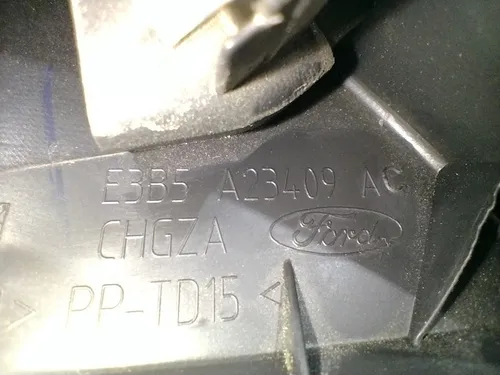 E3B5 A23409 AC
CHGZA Ford
> PP-TD15 <